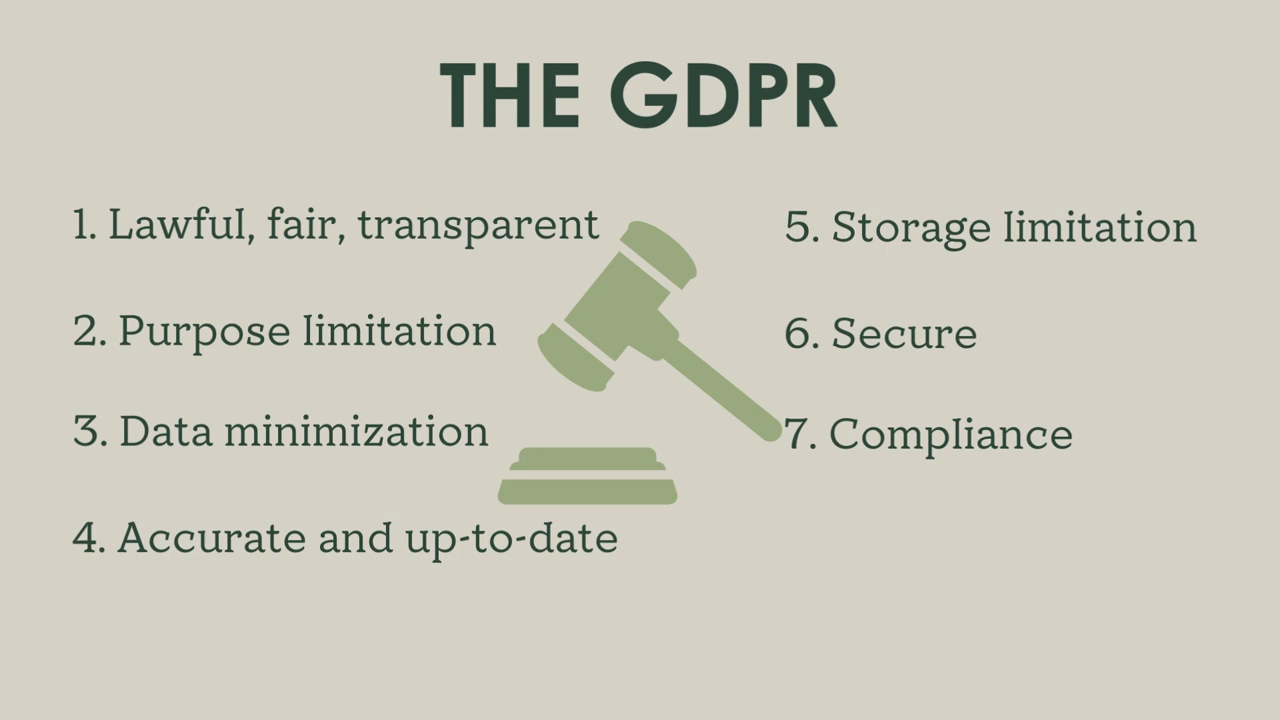 THE GDPR
1. Lawful, fair, transparent
2. Purpose limitation
3. Data minimization
4. Accurate and up-to-date
5. Storage limitation
6. Secure
7. Compliance